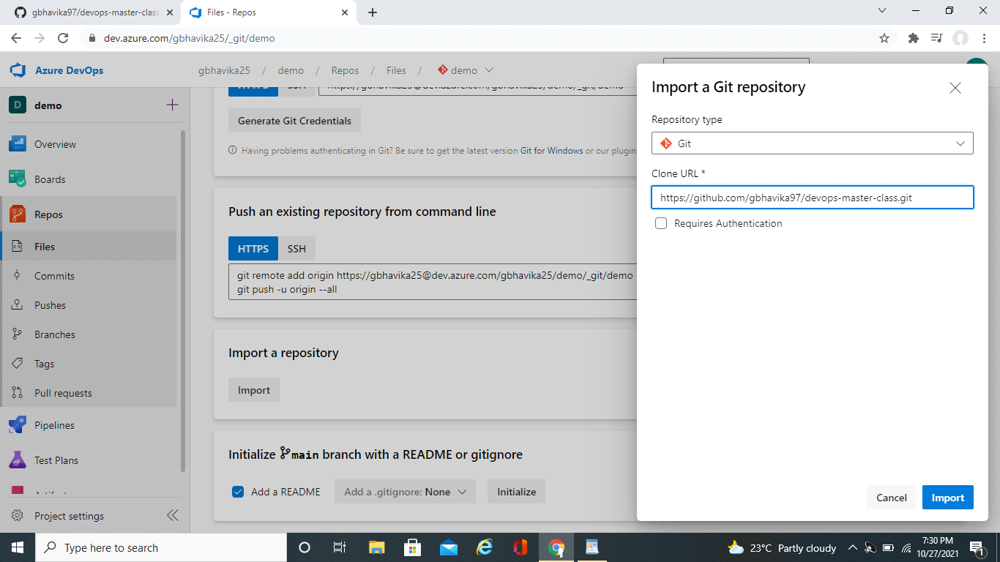 gbhavika97/devops-master-class
Files - Repos
dev.azure.com/gbhavika25/_git/demo
Azure DevOps
gbhavika25 / demo / Repos / Files / demo
D demo
Overview
Boards
Repos
Files
Commits
Pushes
Branches
Tags
Pull requests
Pipelines
Test Plans
Project settings
HTTPS SSH https://gbhavika25@dev.azure.com/gbhavika25/demo/_git/demo
Generate Git Credentials
Having problems authenticating in Git? Be sure to get the latest version Git for Windows or our plugin
Push an existing repository from command line
HTTPS SSH
git remote add origin https://gbhavika25@dev.azure.com/gbhavika25/demo/_git/demo
git push -u origin --all
Import a repository
Import
Initialize main branch with a README or gitignore
Add a README Add a .gitignore: None Initialize
Import a Git repository
Repository type
Git
Clone URL *
https://github.com/gbhavika97/devops-master-class.git
Requires Authentication
Cancel Import
Type here to search
23°C Partly cloudy
7:30 PM
10/27/2021
1